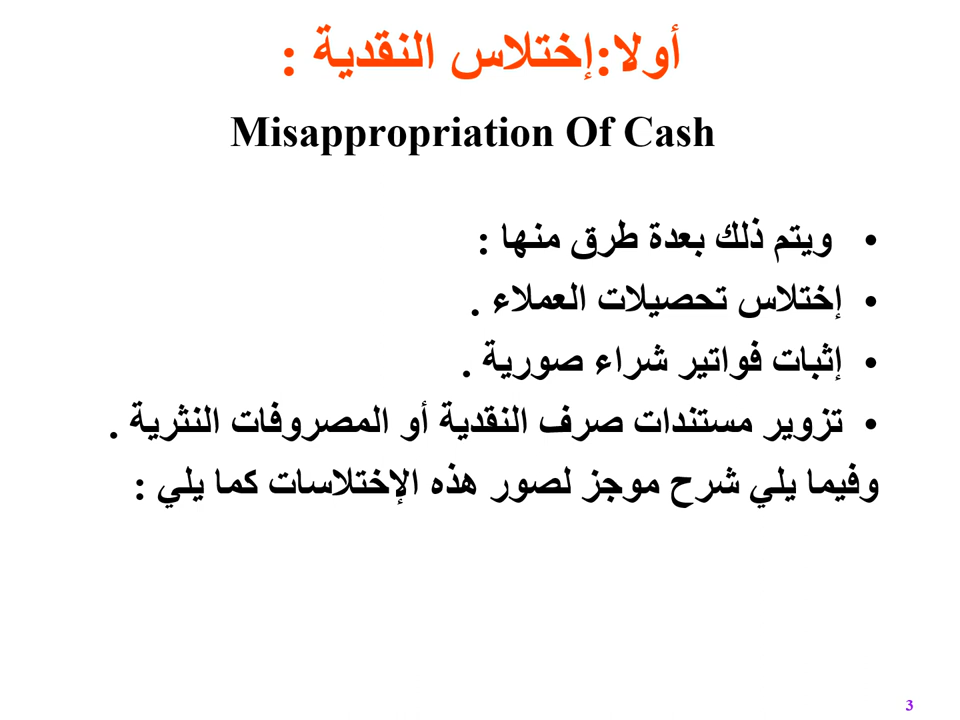 أولا:إختلاس النقدية :
Misappropriation Of Cash
• ويتم ذلك بعدة طرق منها :
• إختلاس تحصيلات العملاء .
• إثبات فواتير شراء صورية .
• تزوير مستندات صرف النقدية أو المصروفات النثرية .
وفيما يلي شرح موجز لصور هذه الإختلاسات كما يلي :
3